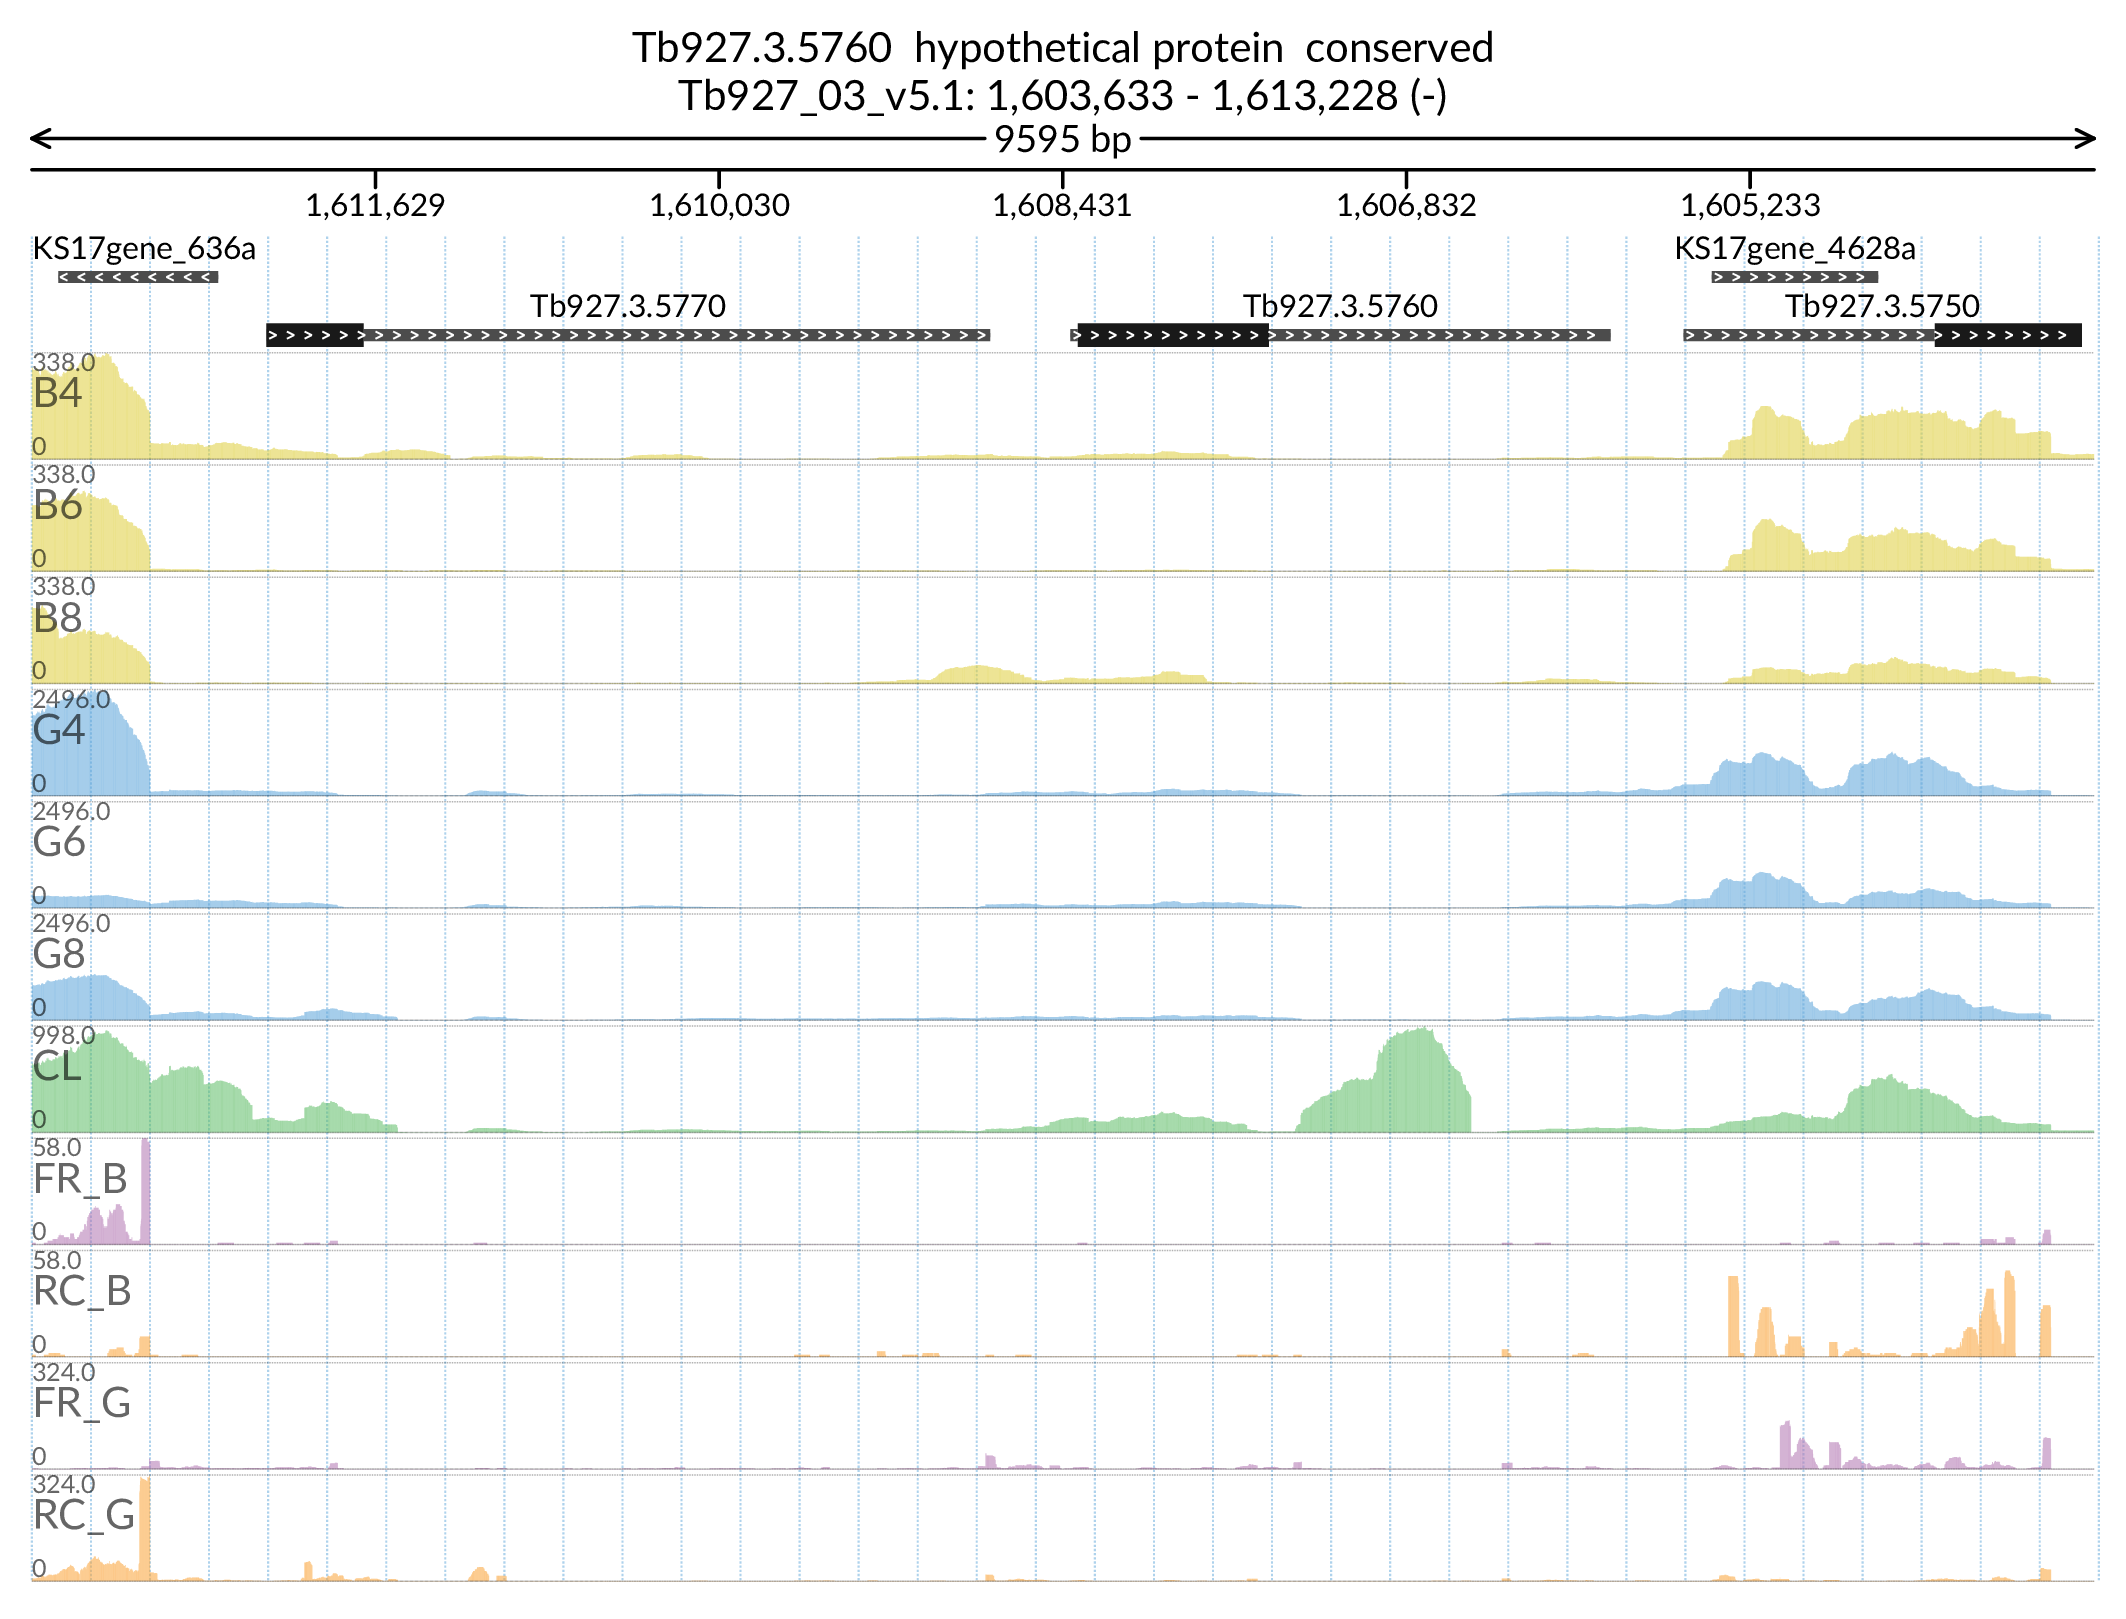 Tb927.3.5760  hypothetical protein  conserved
Tb927_03_v5.1: 1,603,633 - 1,613,228 (-)
9595 bp
1,611,629 1,610,030 1,608,431 1,606,832 1,605,233
KS17gene_636a KS17gene_4628a
Tb927.3.5770 Tb927.3.5760 Tb927.3.5750
338.0
B4
0
338.0
B6
0
338.0
B8
0
2496.0
G4
0
2496.0
G6
0
2496.0
G8
0
998.0
CL
0
58.0
FR_B
0
58.0
RC_B
0
324.0
FR_G
0
324.0
RC_G
0